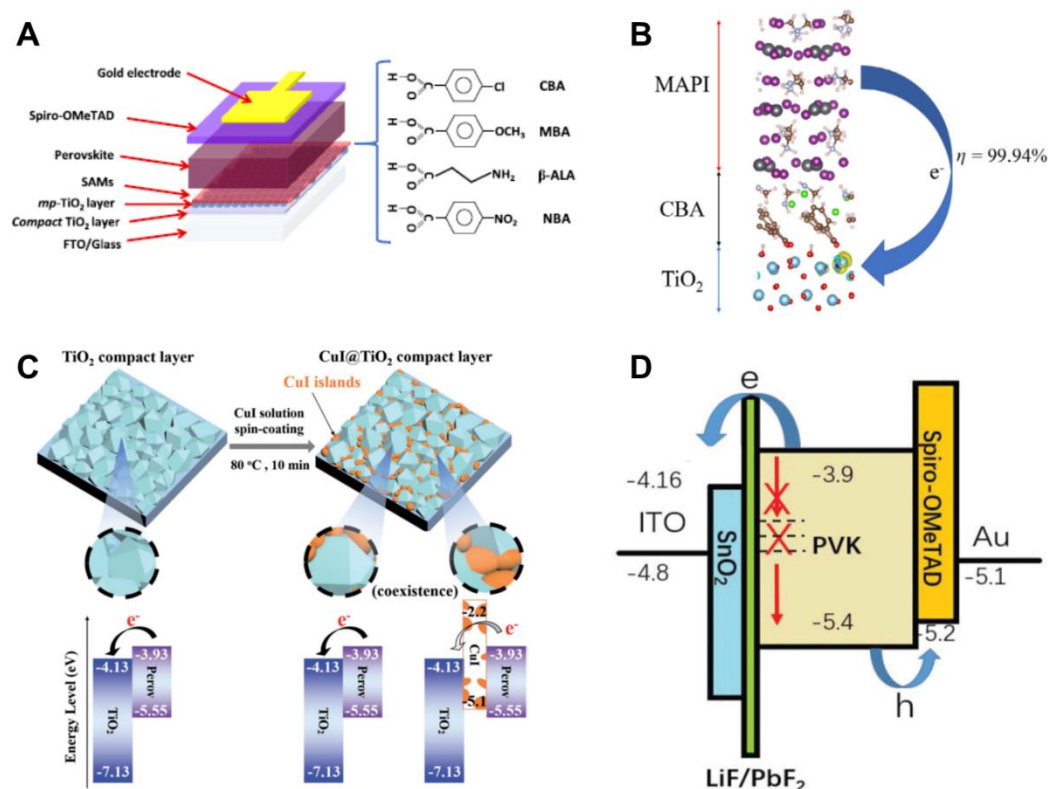 A
Gold electrode
Spiro-OMeTAD
Perovskite
SAMs
mp-TiO₂ layer
Compact TiO₂ layer
FTO/Glass
H O C O Cl CBA
H O C O OCH₃ MBA
H O C O NH₂ β-ALA
H O C O NO₂ NBA
B
MAPI
CBA
TiO₂
e⁻
η = 99.94%
C
TiO₂ compact layer
CuI@TiO₂ compact layer
CuI islands
CuI solution
spin-coating
80 °C , 10 min
(coexistence)
Energy Level (eV)
e⁻
-4.13
TiO₂
-7.13
-3.93
Perov
-5.55
e⁻
-4.13
TiO₂
-7.13
-3.93
Perov
-5.55
-4.13
TiO₂
-7.13
-2.2
CuI
-5.1
e⁻
-3.93
Perov
-5.55
D
e
-4.16
ITO
-4.8
SnO₂
-3.9
PVK
-5.4
Spiro-OMeTAD
Au
-5.1
-5.2
h
LiF/PbF₂